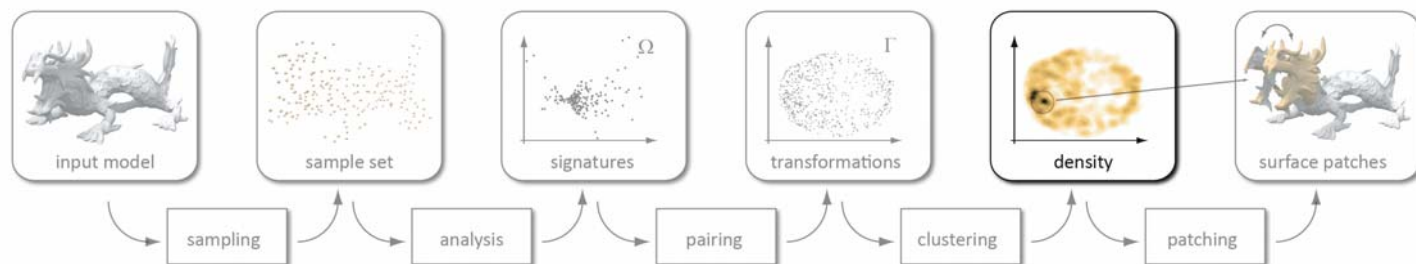 Ω
Γ
input model
sample set
signatures
transformations
density
surface patches
sampling
analysis
pairing
clustering
patching